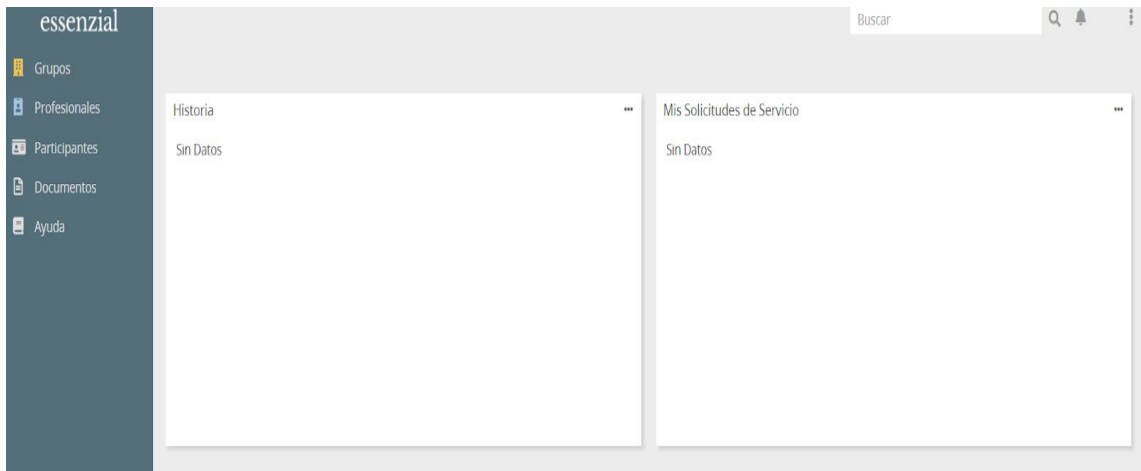 essenzial
Buscar
Grupos
Profesionales
Participantes
Documentos
Ayuda
Historia
Sin Datos
Mis Solicitudes de Servicio
Sin Datos